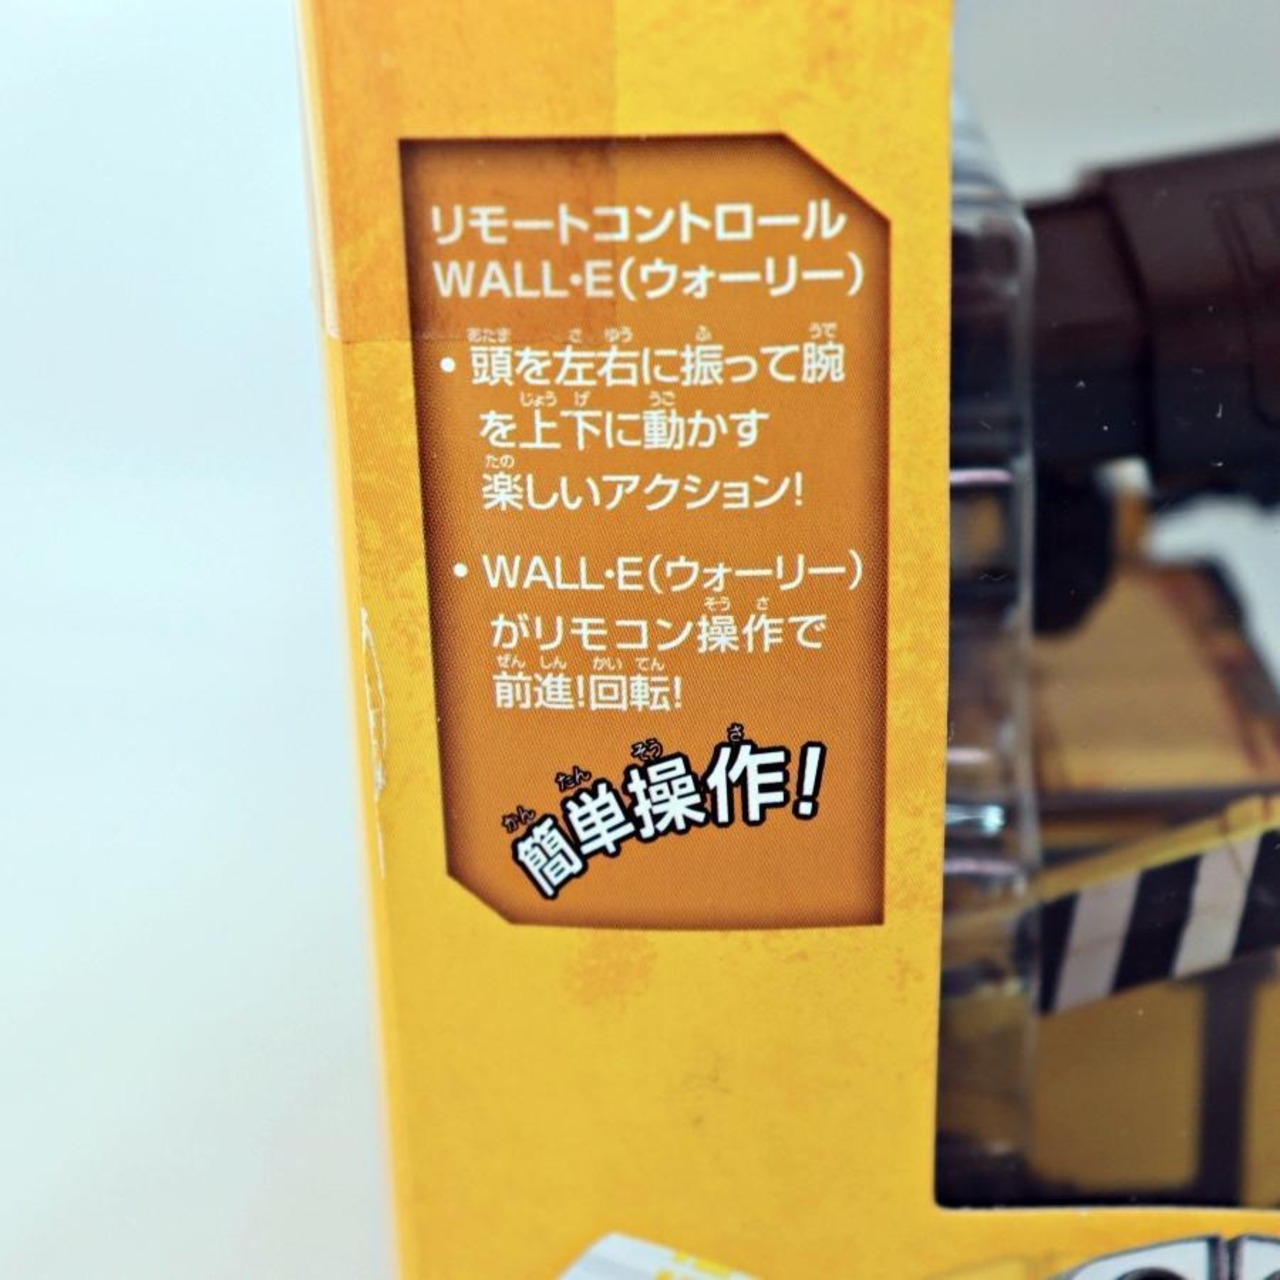 リモートコントロール
WALL・E(ウォーリー)
あたま さ ゆう ふ うで
• 頭を左右に振って腕
じょう げ うご
を上下に動かす
たの
楽しいアクション!
• WALL・E(ウォーリー)
そう さ
がリモコン操作で
ぜん しん かい てん
前進!回転!
かん たん そう さ
簡単操作!